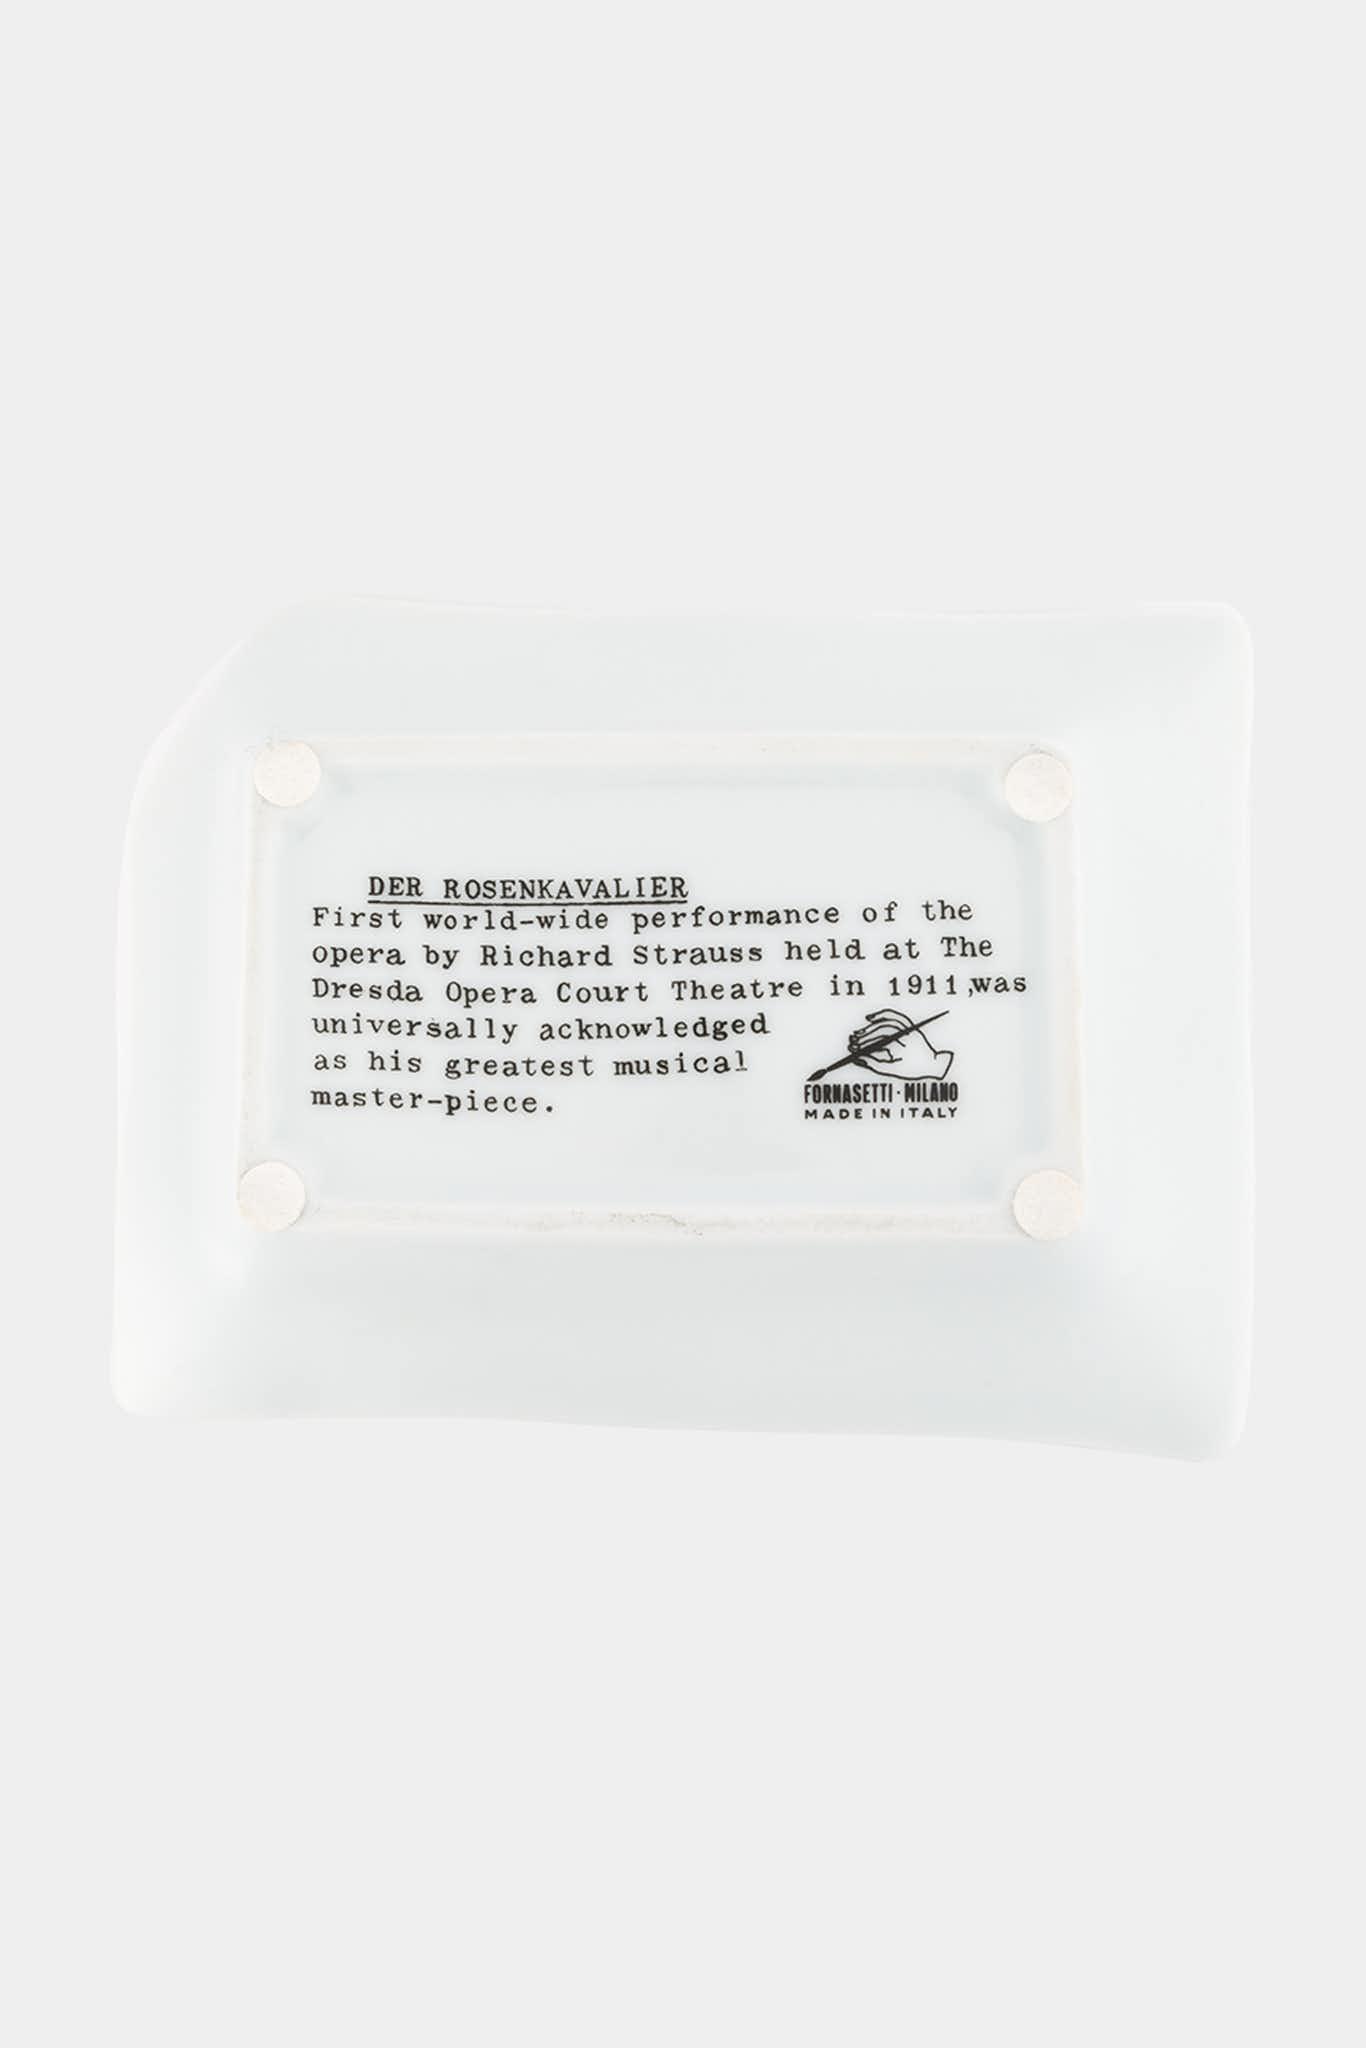 DER ROSENKAVALIER
First world-wide performance of the
opera by Richard Strauss held at The
Dresda Opera Court Theatre in 1911,was
universally acknowledged
as his greatest musical
master-piece.
FORNASETTI · MILANO
MADE IN ITALY